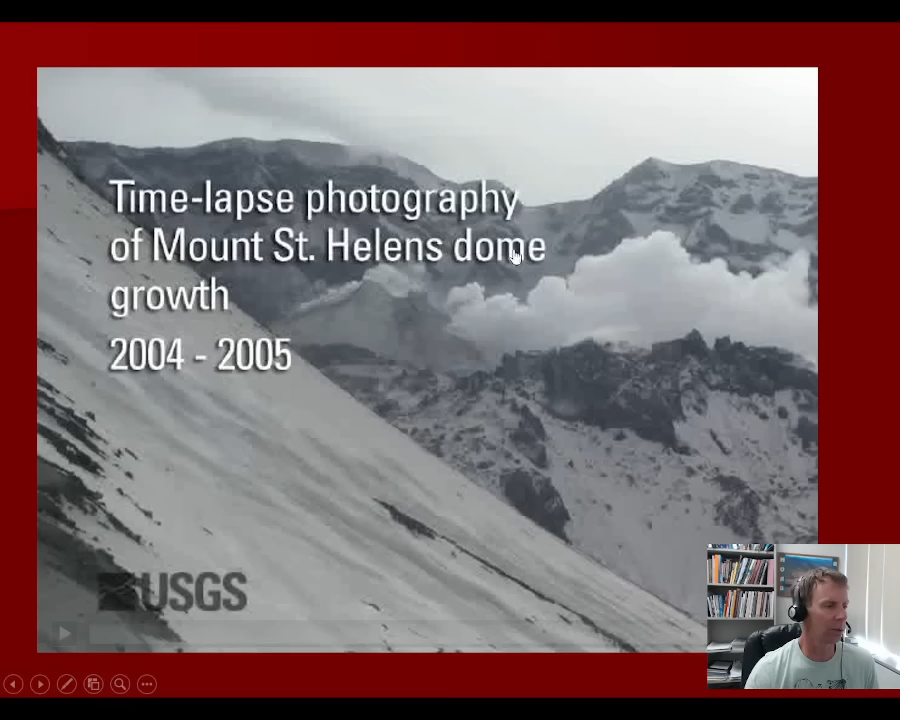 Time-lapse photography
of Mount St. Helens dome
growth
2004 - 2005
USGS